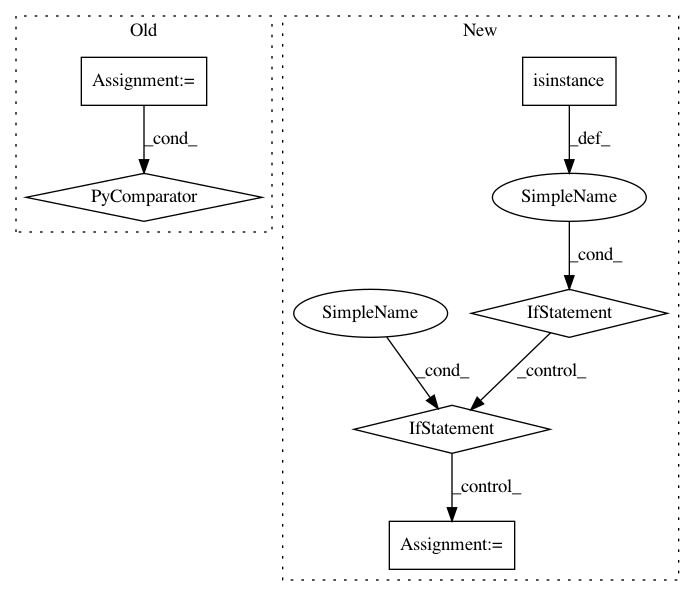 Old
New
Assignment:=
isinstance
_cond_
_def_
PyComparator
SimpleName
_cond_
SimpleName
IfStatement
_cond_
_control_
IfStatement
_control_
Assignment:=